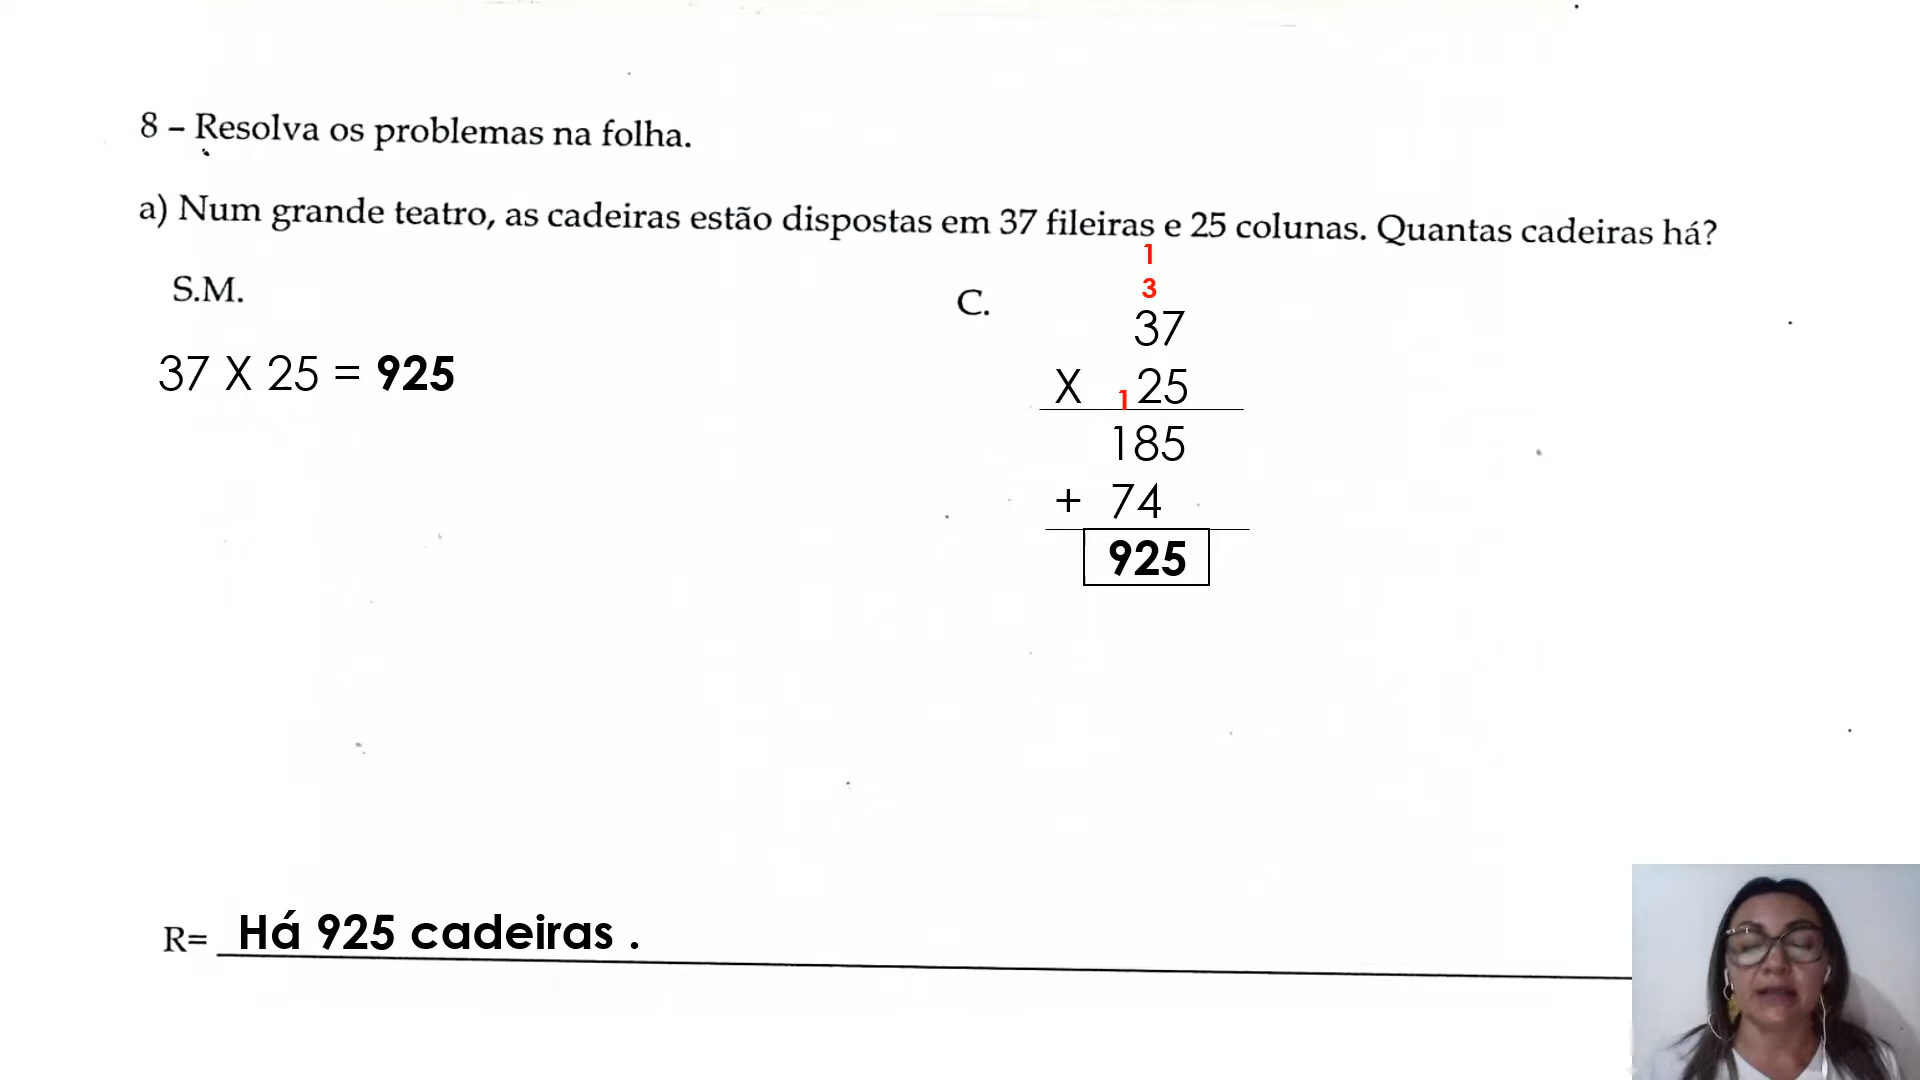 8 – Resolva os problemas na folha.
a) Num grande teatro, as cadeiras estão dispostas em 37 fileiras e 25 colunas. Quantas cadeiras há?
S.M.
37 X 25 = 925
C.
1
3
37
X 1 25
185
+ 74
925
R= Há 925 cadeiras .